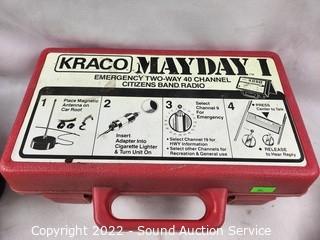 KRACO MAYDAY I
EMERGENCY TWO-WAY 40 CHANNEL
CITIZENS BAND RADIO
1
Place Magnetic
Antenna on
Car Roof
2
Insert
Adapter Into
Cigarette Lighter
& Turn Unit On
3
Select
Channel 9
For
Emergency
• Select Channel 19 for
HWY Information
• Select other Channels for
Recreation & General use
4
• PRESS
Center to Talk
• RELEASE
to Hear Reply
Copyright 2022 - Sound Auction Service